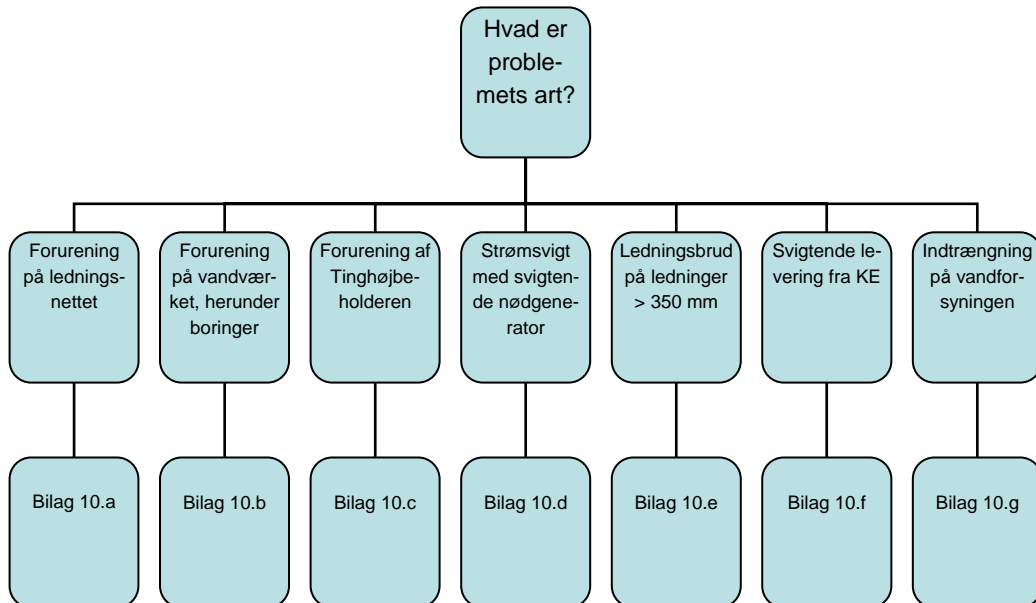 Hvad er
proble-
mets art?
Forurening
på lednings-
nettet
Forurening
på vandvær-
ket, herunder
boringer
Forurening af
Tinghøjbe-
holderen
Strømsvigt
med svigten-
de nødgene-
rator
Ledningsbrud
på ledninger
> 350 mm
Svigtende le-
vering fra KE
Indtrængning
på vandfor-
syningen
Bilag 10.a
Bilag 10.b
Bilag 10.c
Bilag 10.d
Bilag 10.e
Bilag 10.f
Bilag 10.g